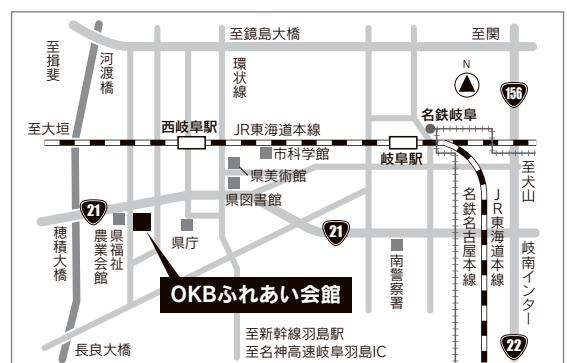 至鏡島大橋
至関
至揖斐
河渡橋
環状線
N
156
名鉄岐阜
至大垣
西岐阜駅
JR東海道本線
岐阜駅
市科学館
県美術館
県図書館
至犬山
21
穂積大橋
県福祉
農業会館
県庁
21
南警察署
名鉄名古屋本線
JR東海道本線
岐南インター
OKBふれあい会館
長良大橋
至新幹線羽島駅
至名神高速岐阜羽島IC
22